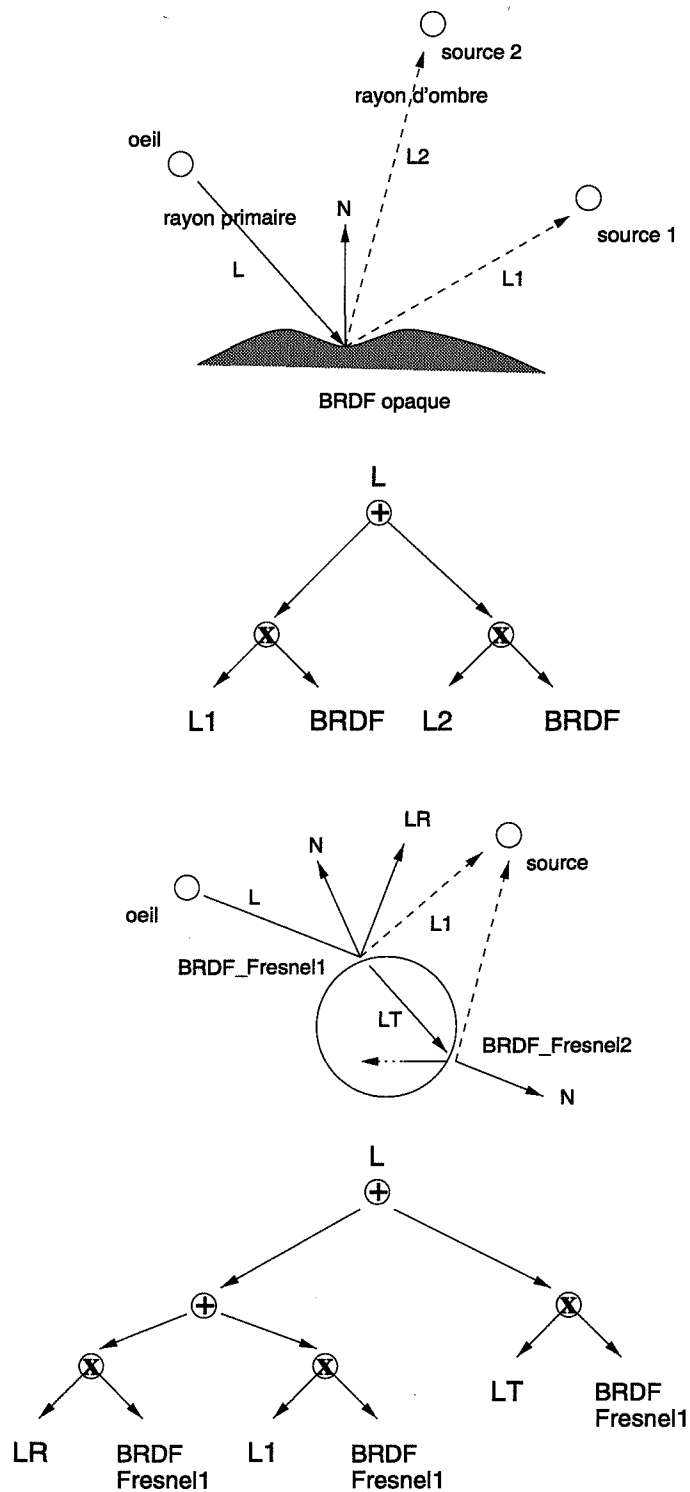 source 2
rayon d'ombre
oeil
L2
N
rayon primaire
source 1
L
L1
BRDF opaque
L
+
X X
L1 BRDF L2 BRDF
LR
N
source
L
oeil
L1
BRDF_Fresnel1
LT
BRDF_Fresnel2
N
L
+
+ X
X X
LT BRDF
Fresnel1
LR BRDF L1 BRDF
Fresnel1 Fresnel1